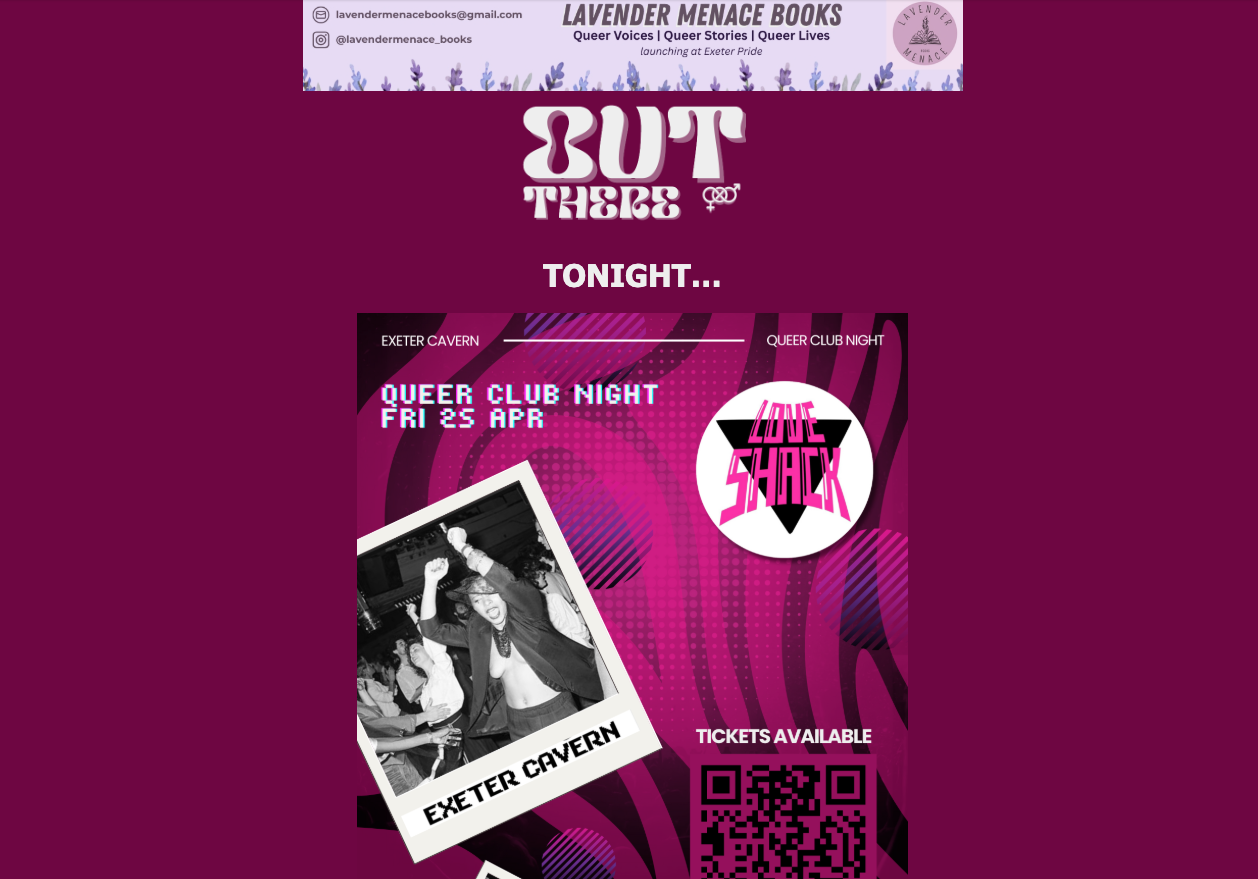 lavendermenacebooks@gmail.com
@lavendermenace_books
LAVENDER MENACE BOOKS
Queer Voices | Queer Stories | Queer Lives
launching at Exeter Pride
LAVENDER
MENACE
OUT
THERE
TONIGHT...
EXETER CAVERN
QUEER CLUB NIGHT
QUEER CLUB NIGHT
FRI 25 APR
LOVE
SHACK
EXETER CAVERN
TICKETS AVAILABLE